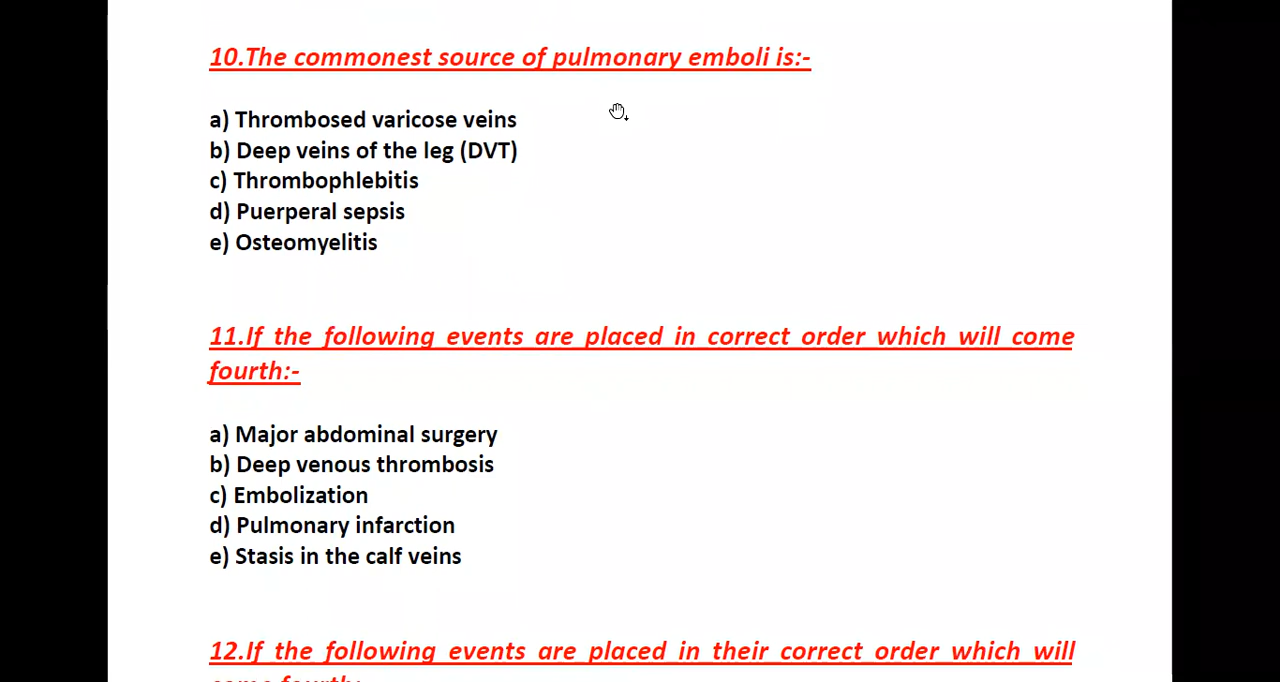 10.The commonest source of pulmonary emboli is:-
a) Thrombosed varicose veins
b) Deep veins of the leg (DVT)
c) Thrombophlebitis
d) Puerperal sepsis
e) Osteomyelitis
11.If the following events are placed in correct order which will come
fourth:-
a) Major abdominal surgery
b) Deep venous thrombosis
c) Embolization
d) Pulmonary infarction
e) Stasis in the calf veins
12.If the following events are placed in their correct order which will